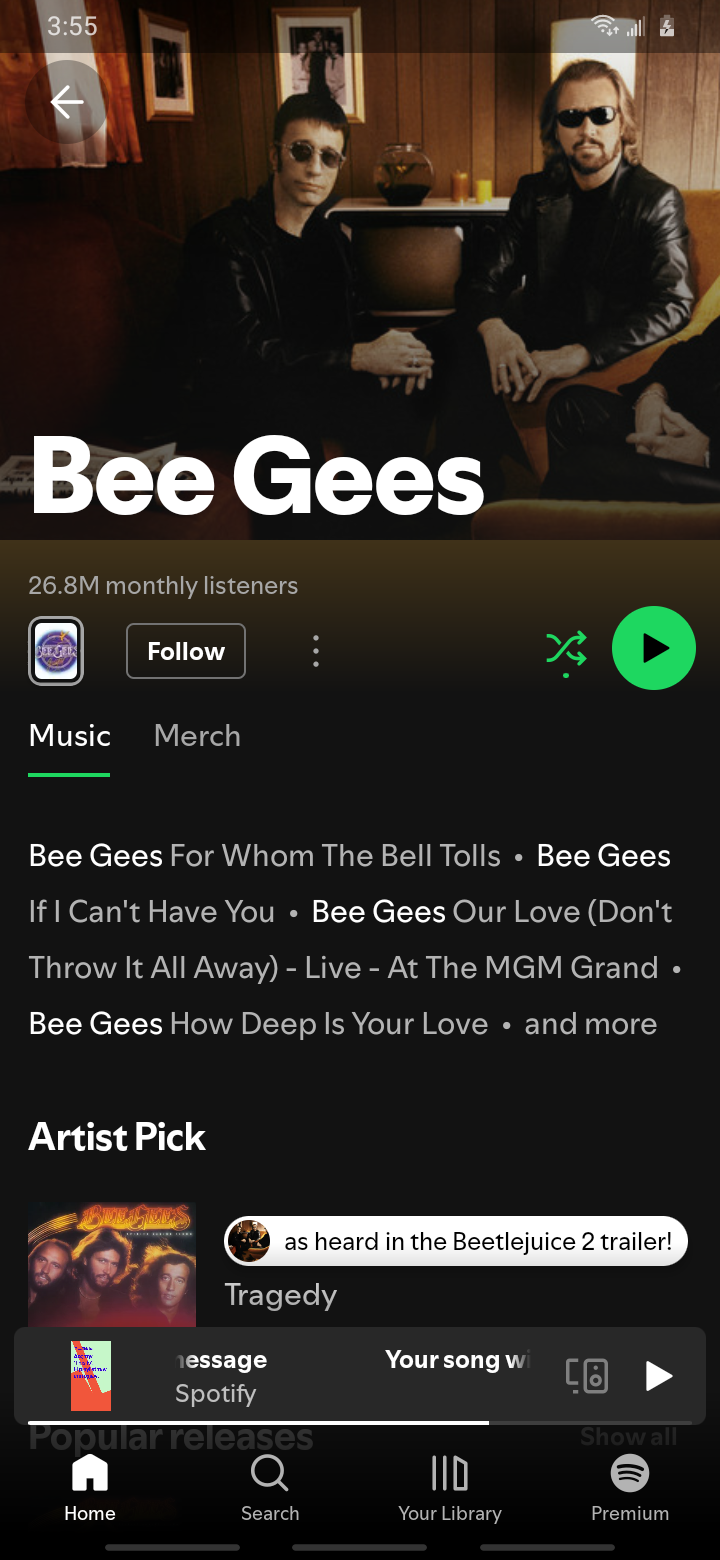 3:55
Bee Gees
26.8M monthly listeners
BEE GEES
Follow
Music Merch
Bee Gees For Whom The Bell Tolls • Bee Gees
If I Can't Have You • Bee Gees Our Love (Don't
Throw It All Away) - Live - At The MGM Grand •
Bee Gees How Deep Is Your Love • and more
Artist Pick
BEE GEES
as heard in the Beetlejuice 2 trailer!
Tragedy
essage Your song wi
Spotify
Popular releases Show all
Home Search Your Library Premium